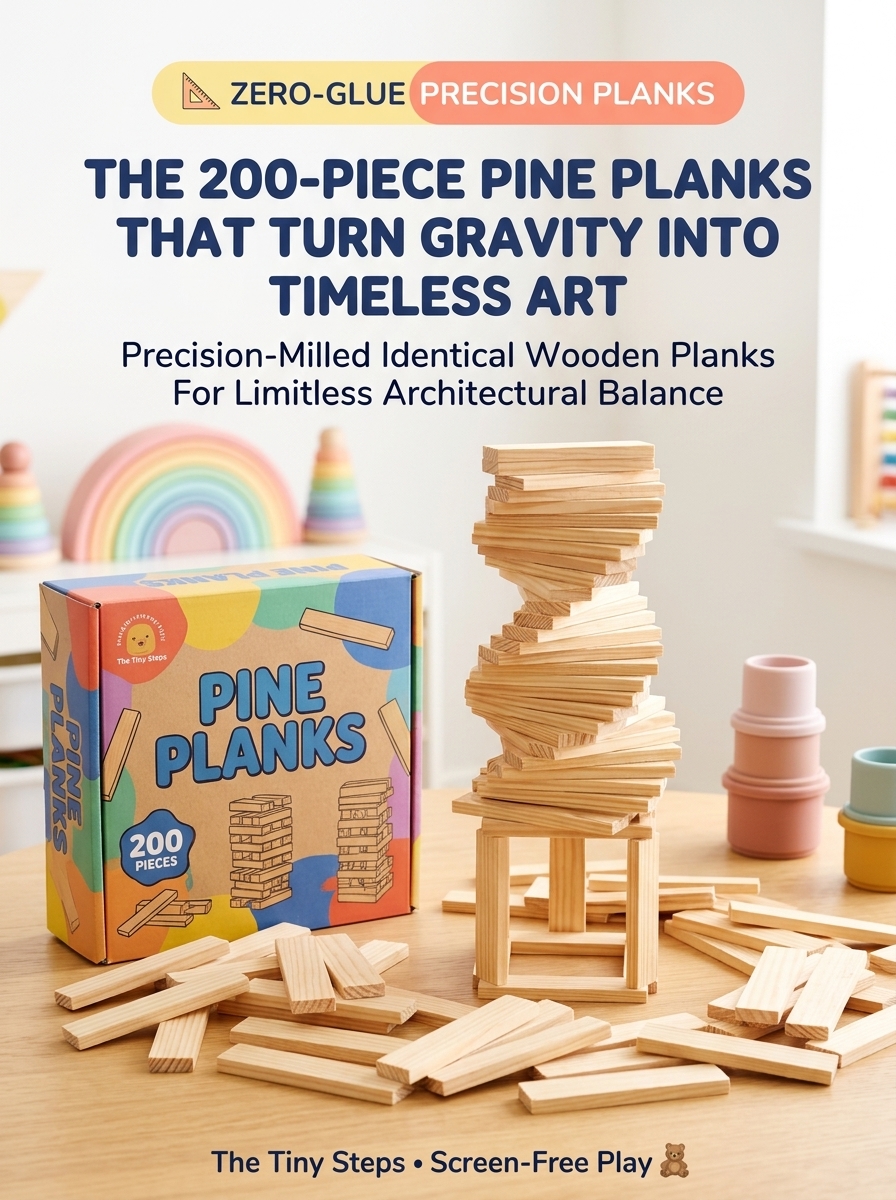 ZERO-GLUE PRECISION PLANKS
THE 200-PIECE PINE PLANKS
THAT TURN GRAVITY INTO
TIMELESS ART
Precision-Milled Identical Wooden Planks
For Limitless Architectural Balance
PINE PLANKS
The Tiny Steps
PINE
PLANKS
PINE
PLANKS
200
PIECES
The Tiny Steps • Screen-Free Play 🧸